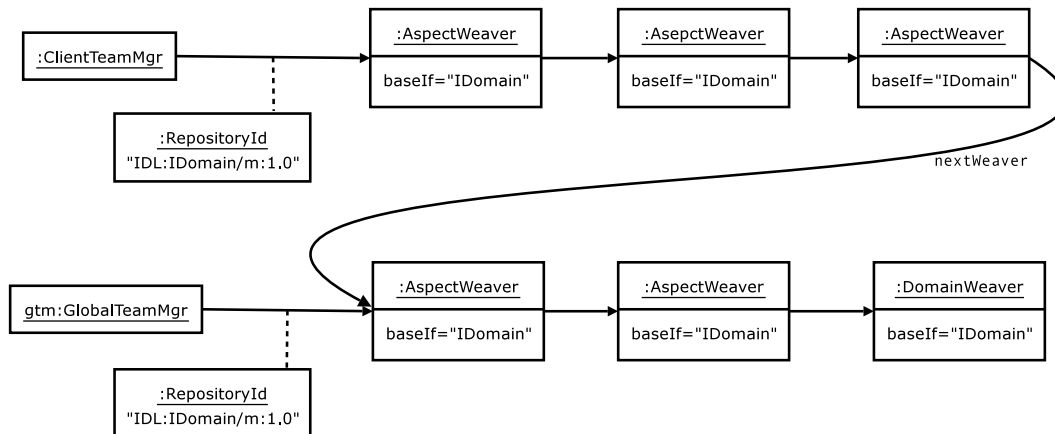 :ClientTeamMgr
:AspectWeaver
baseIf="IDomain"
:AsepctWeaver
baseIf="IDomain"
:AspectWeaver
baseIf="IDomain"
:RepositoryId
"IDL:IDomain/m:1.0"
nextWeaver
gtm:GlobalTeamMgr
:AspectWeaver
baseIf="IDomain"
:AspectWeaver
baseIf="IDomain"
:DomainWeaver
baseIf="IDomain"
:RepositoryId
"IDL:IDomain/m:1.0"